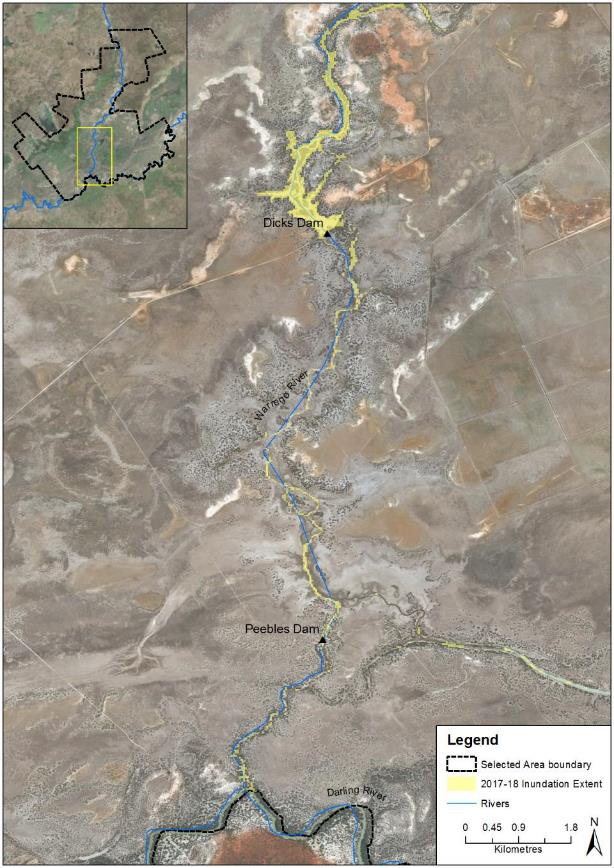 Dicks Dam
Warrego River
Peebles Dam
Darling River
Legend
Selected Area boundary
2017-18 Inundation Extent
Rivers
N
0 0.45 0.9 1.8
Kilometres